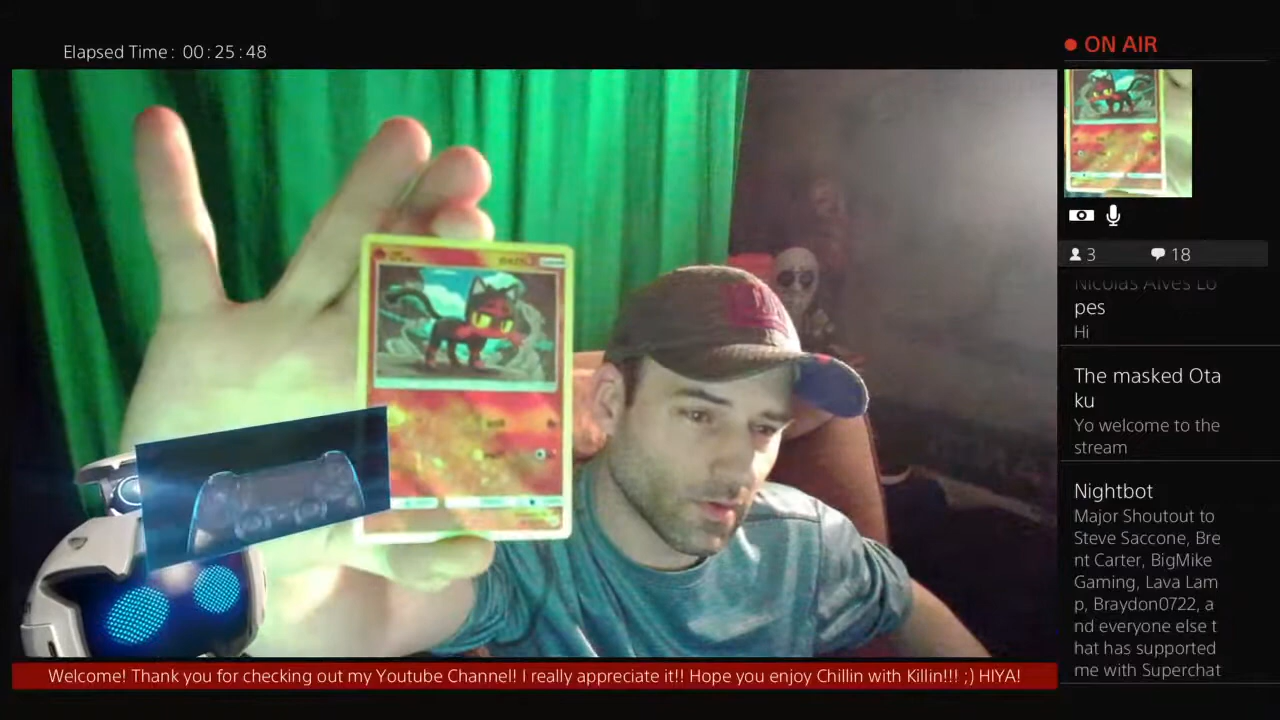 Elapsed Time: 00:25:48
ON AIR
3
18
Nicolas Alves Lo
pes
Hi
The masked Ota
ku
Yo welcome to the
stream
Nightbot
Major Shoutout to
Steve Saccone, Bre
nt Carter, BigMike
Gaming, Lava Lam
p, Braydon0722, a
nd everyone else t
hat has supported
me with Superchat
Welcome! Thank you for checking out my Youtube Channel! I really appreciate it!! Hope you enjoy Chillin with Killin!!! ;) HIYA!